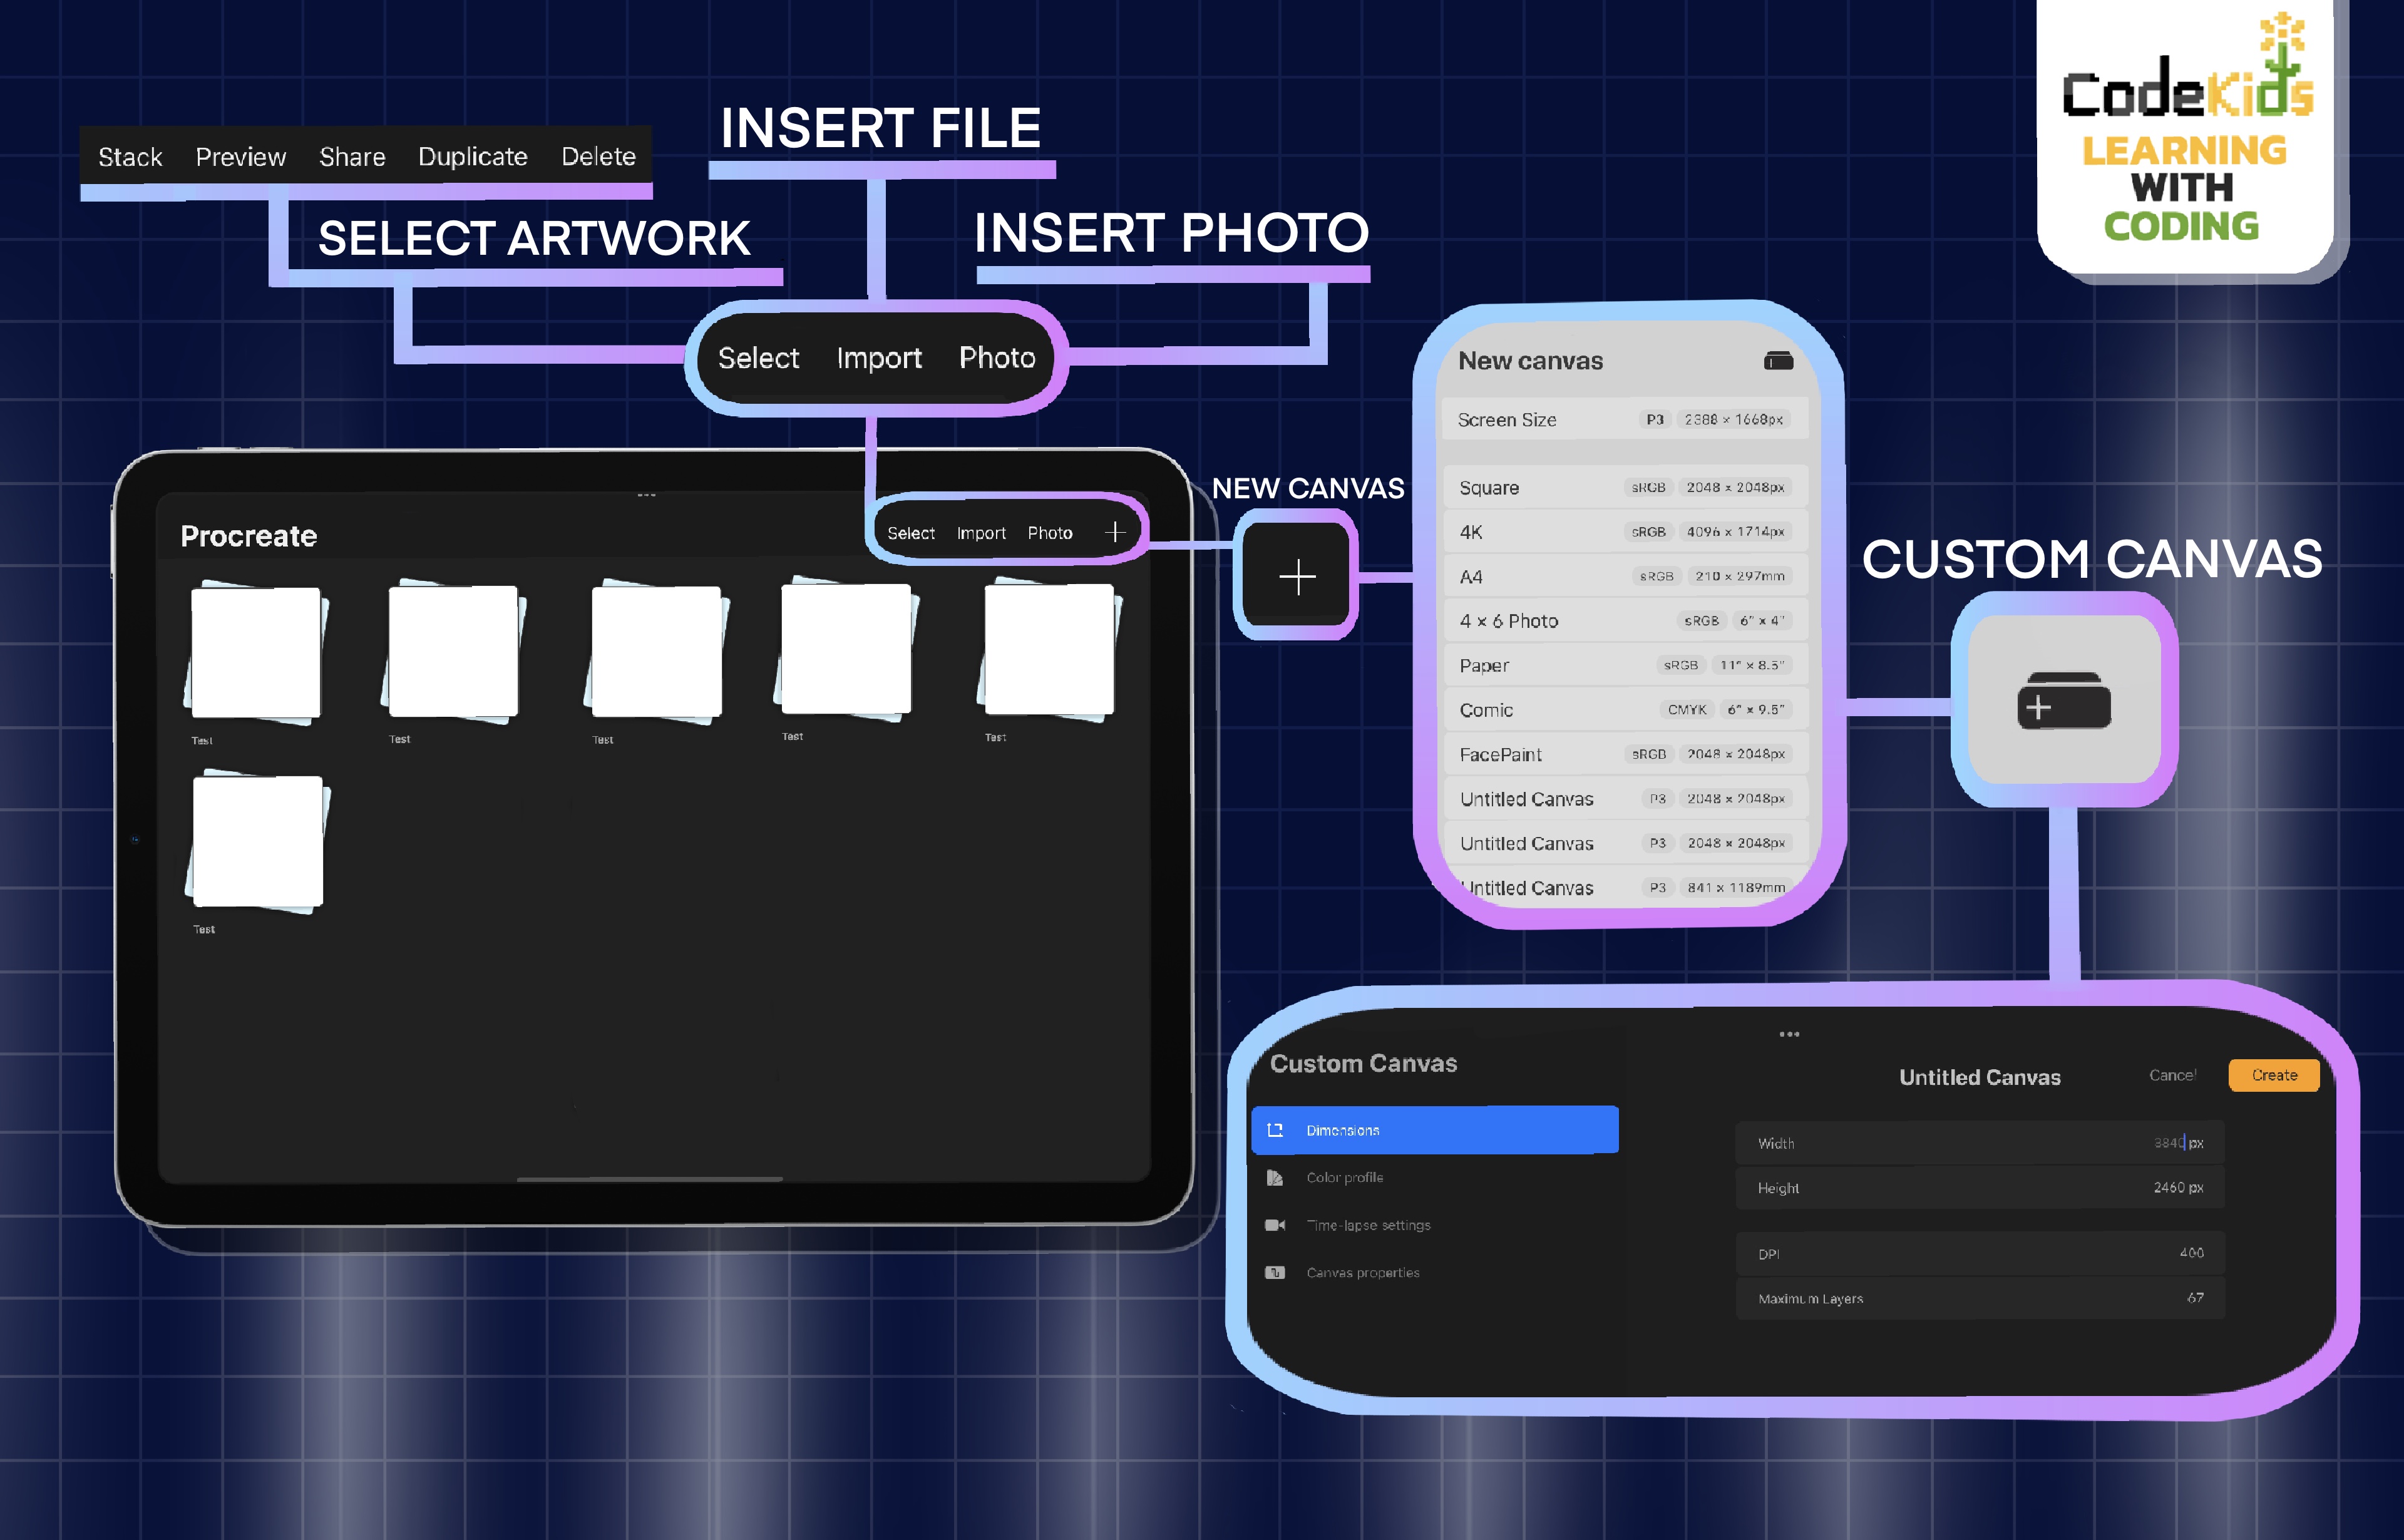 CodeKids
LEARNING
WITH
CODING
INSERT FILE
Stack Preview Share Duplicate Delete
SELECT ARTWORK
INSERT PHOTO
Select Import Photo
Procreate
Select Import Photo +
Test Test Test Test Test
Test
NEW CANVAS
+
New canvas
Screen Size P3 2388 × 1668px
Square sRGB 2048 × 2048px
4K sRGB 4096 × 1714px
A4 sRGB 210 × 297mm
4 × 6 Photo sRGB 6" × 4"
Paper sRGB 11" × 8.5"
Comic CMYK 6" × 9.5"
FacePaint sRGB 2048 × 2048px
Untitled Canvas P3 2048 × 2048px
Untitled Canvas P3 2048 × 2048px
Untitled Canvas P3 841 × 1189mm
CUSTOM CANVAS
Custom Canvas
Dimensions
Color profile
Time-lapse settings
Canvas properties
Untitled Canvas Cancel Create
Width 3840 px
Height 2460 px
DPI 400
Maximum Layers 67